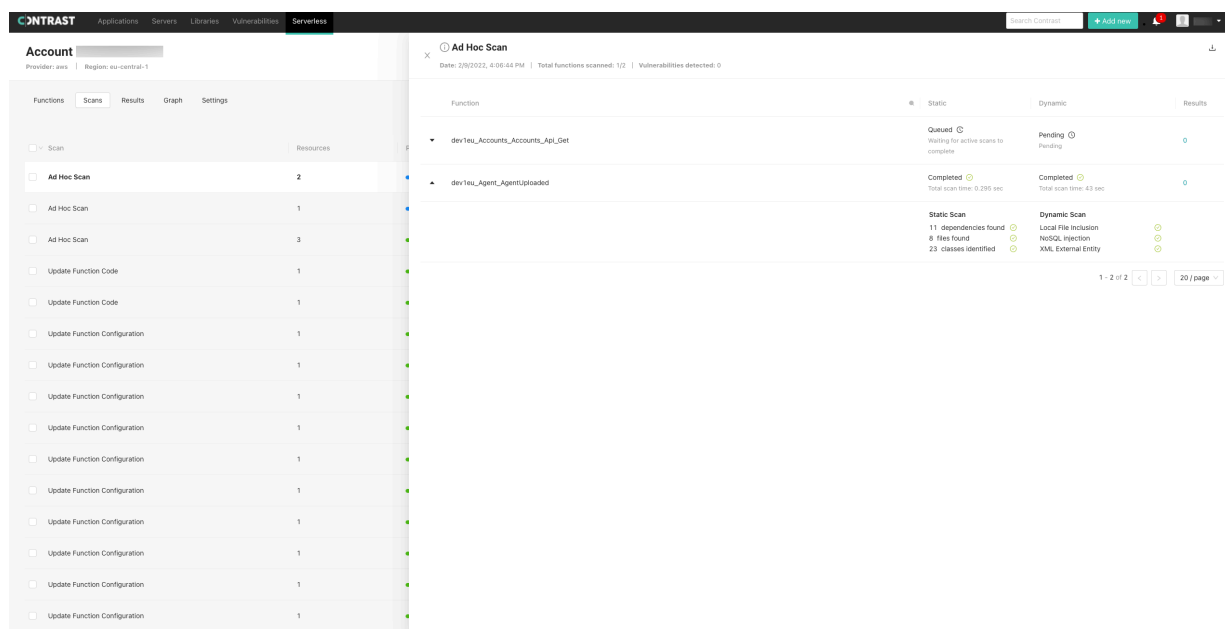 CONTRAST Applications Servers Libraries Vulnerabilities Serverless Search Contrast + Add new 1
Account
Provider: aws | Region: eu-central-1
Functions Scans Results Graph Settings
Scan Resources
Ad Hoc Scan 2
Ad Hoc Scan 1
Ad Hoc Scan 3
Update Function Code 1
Update Function Code 1
Update Function Configuration 1
Update Function Configuration 1
Update Function Configuration 1
Update Function Configuration 1
Update Function Configuration 1
Update Function Configuration 1
Update Function Configuration 1
Update Function Configuration 1
Update Function Configuration 1
Update Function Configuration 1
Ad Hoc Scan
Date: 2/9/2022, 4:06:44 PM | Total functions scanned: 1/2 | Vulnerabilities detected: 0
Function Static Dynamic Results
dev1eu_Accounts_Accounts_Api_Get 0
Queued
Waiting for active scans to
complete
Pending
Pending
dev1eu_Agent_AgentUploaded 0
Completed
Total scan time: 0.295 sec
Completed
Total scan time: 43 sec
Static Scan
11 dependencies found
8 files found
23 classes identified
Dynamic Scan
Local File Inclusion
NoSQL injection
XML External Entity
1 - 2 of 2 < > 20 / page